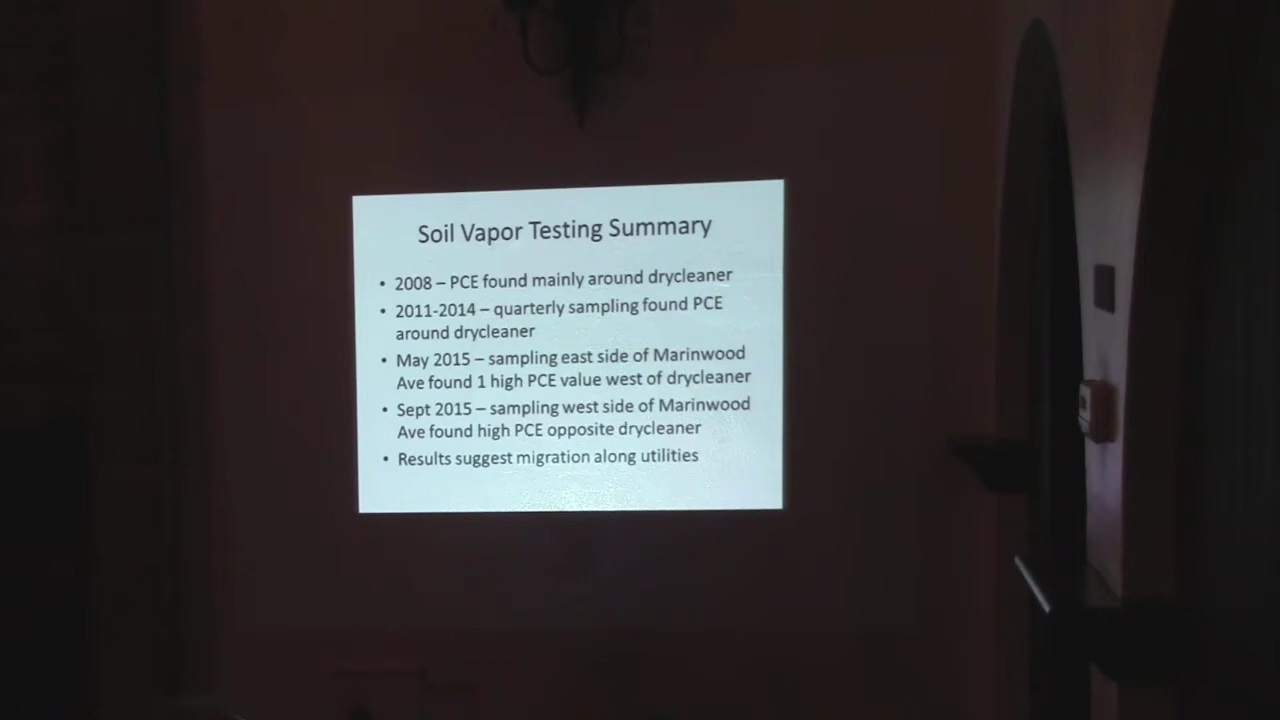 Soil Vapor Testing Summary
• 2008 – PCE found mainly around drycleaner
• 2011-2014 – quarterly sampling found PCE
around drycleaner
• May 2015 – sampling east side of Marinwood
Ave found 1 high PCE value west of drycleaner
• Sept 2015 – sampling west side of Marinwood
Ave found high PCE opposite drycleaner
• Results suggest migration along utilities